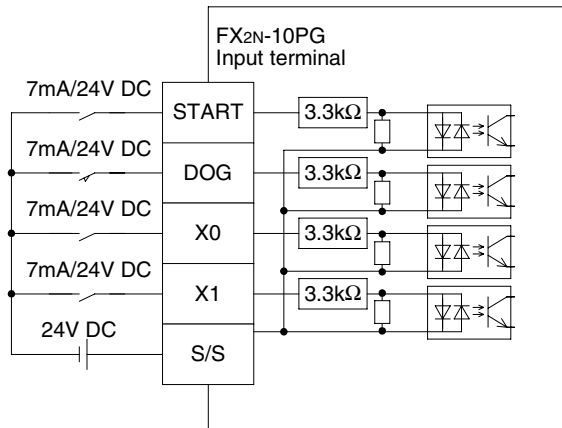 FX2N-10PG
Input terminal
7mA/24V DC
START
3.3kΩ
7mA/24V DC
DOG
3.3kΩ
7mA/24V DC
X0
3.3kΩ
7mA/24V DC
X1
3.3kΩ
24V DC
S/S